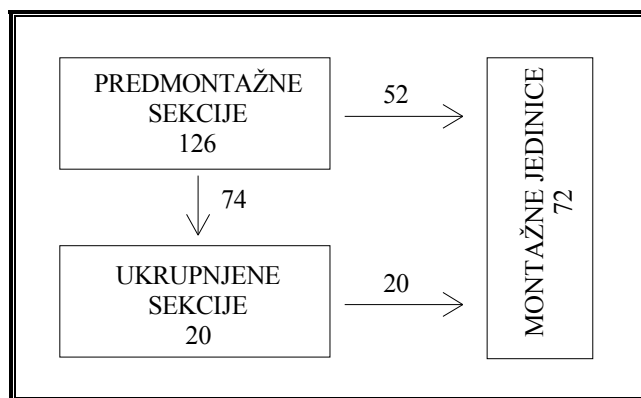 PREDMONTAŽNE
SEKCIJE
126
52
74
UKRUPNJENE
SEKCIJE
20
20
MONTAŽNE JEDINICE
72